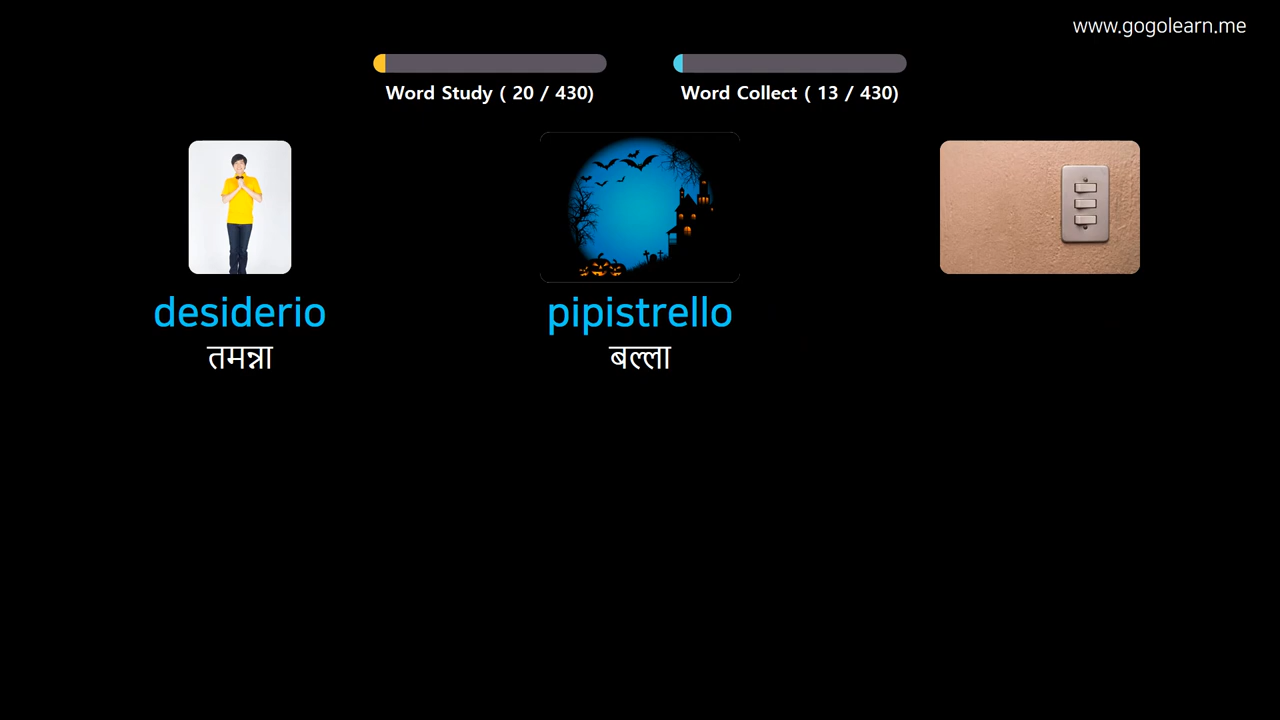 www.gogolearn.me
Word Study ( 20 / 430)
Word Collect ( 13 / 430)
desiderio
pipistrello
तमन्ना
बल्ला